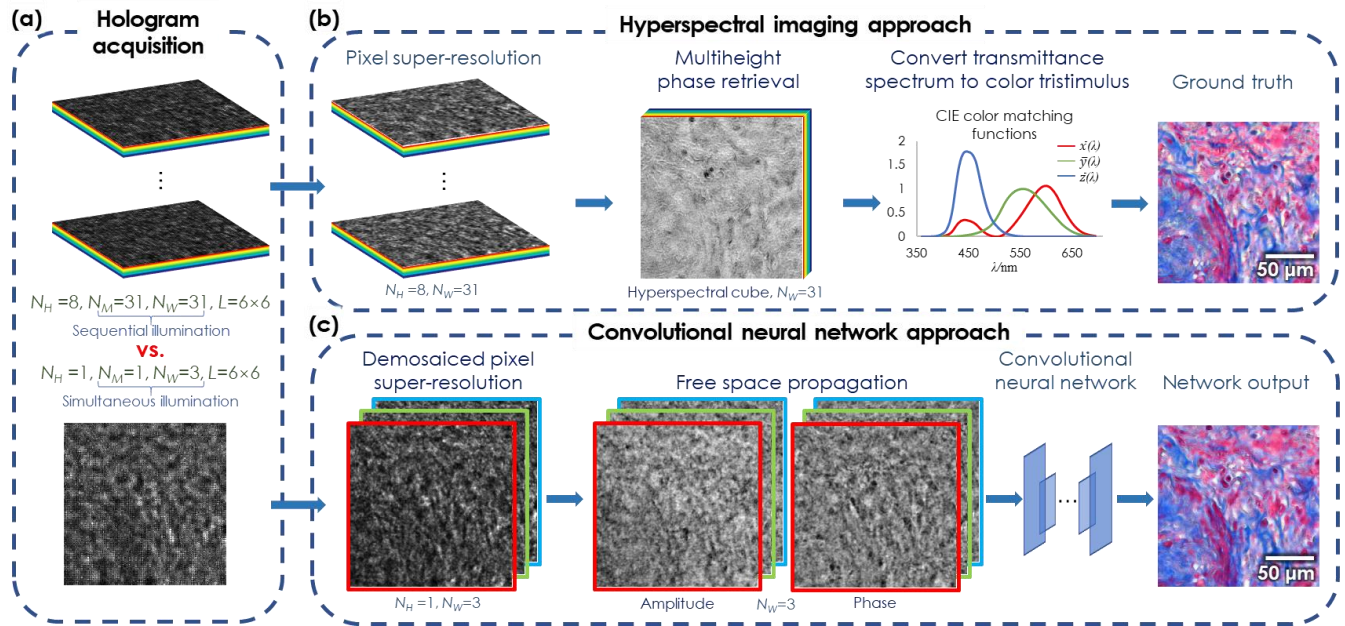 (a)
Hologram
acquisition
⋮
N_H =8, N_M=31, N_W=31, L=6×6
Sequential illumination
vs.
N_H =1, N_M=1, N_W=3, L=6×6
Simultaneous illumination
(b)
Hyperspectral imaging approach
Pixel super-resolution
⋮
N_H =8, N_W=31
Multiheight
phase retrieval
Hyperspectral cube, N_W=31
Convert transmittance
spectrum to color tristimulus
CIE color matching
functions
x̄(λ)
ȳ(λ)
z̄(λ)
2
1.5
1
0.5
0
350 450 550 650
λ/nm
Ground truth
50 μm
(c)
Convolutional neural network approach
Demosaiced pixel
super-resolution
N_H =1, N_W=3
Free space propagation
Amplitude N_W=3 Phase
Convolutional
neural network
...
Network output
50 μm